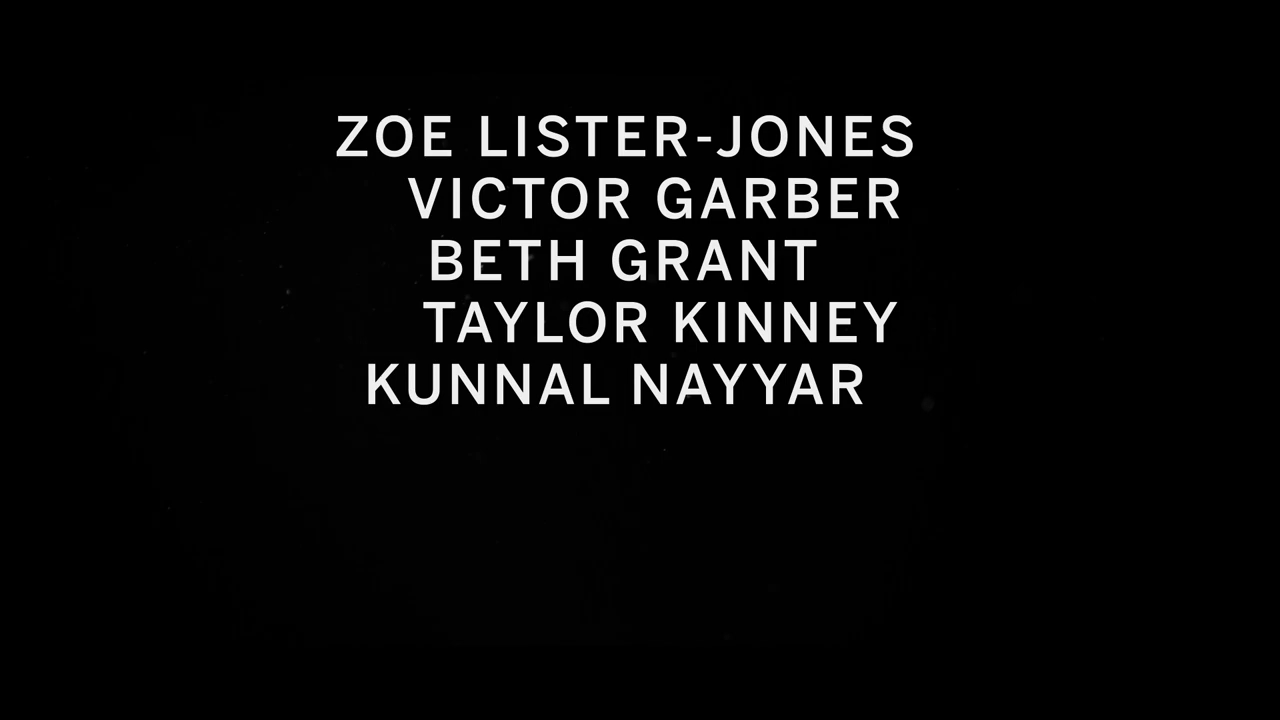 ZOE LISTER-JONES
VICTOR GARBER
BETH GRANT
TAYLOR KINNEY
KUNNAL NAYYAR